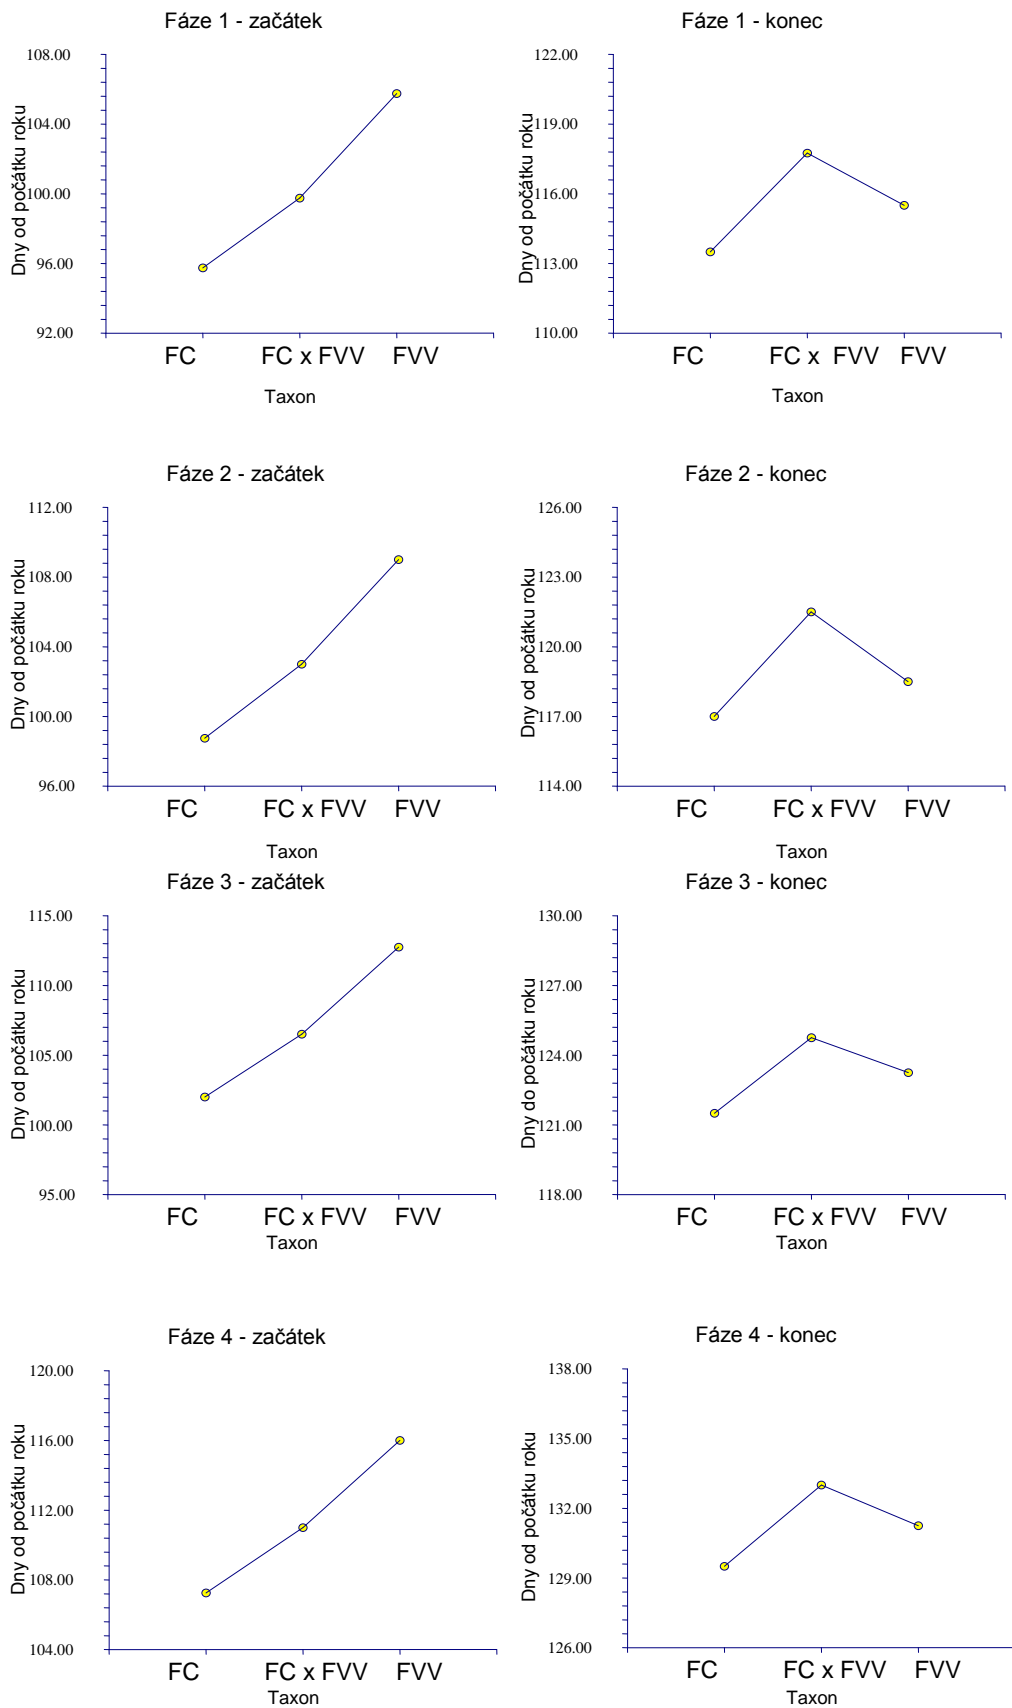 Fáze 1 - začátek
108.00
104.00
100.00
96.00
92.00
Dny od počátku roku
FC FC x FVV FVV
Taxon
Fáze 1 - konec
122.00
119.00
116.00
113.00
110.00
Dny od počátku roku
FC FC x FVV FVV
Taxon
Fáze 2 - začátek
112.00
108.00
104.00
100.00
96.00
Dny od počátku roku
FC FC x FVV FVV
Taxon
Fáze 2 - konec
126.00
123.00
120.00
117.00
114.00
Dny od počátku roku
FC FC x FVV FVV
Taxon
Fáze 3 - začátek
115.00
110.00
105.00
100.00
95.00
Dny od počátku roku
FC FC x FVV FVV
Taxon
Fáze 3 - konec
130.00
127.00
124.00
121.00
118.00
Dny do počátku roku
FC FC x FVV FVV
Taxon
Fáze 4 - začátek
120.00
116.00
112.00
108.00
104.00
Dny od počátku roku
FC FC x FVV FVV
Taxon
Fáze 4 - konec
138.00
135.00
132.00
129.00
126.00
Dny od počátku roku
FC FC x FVV FVV
Taxon